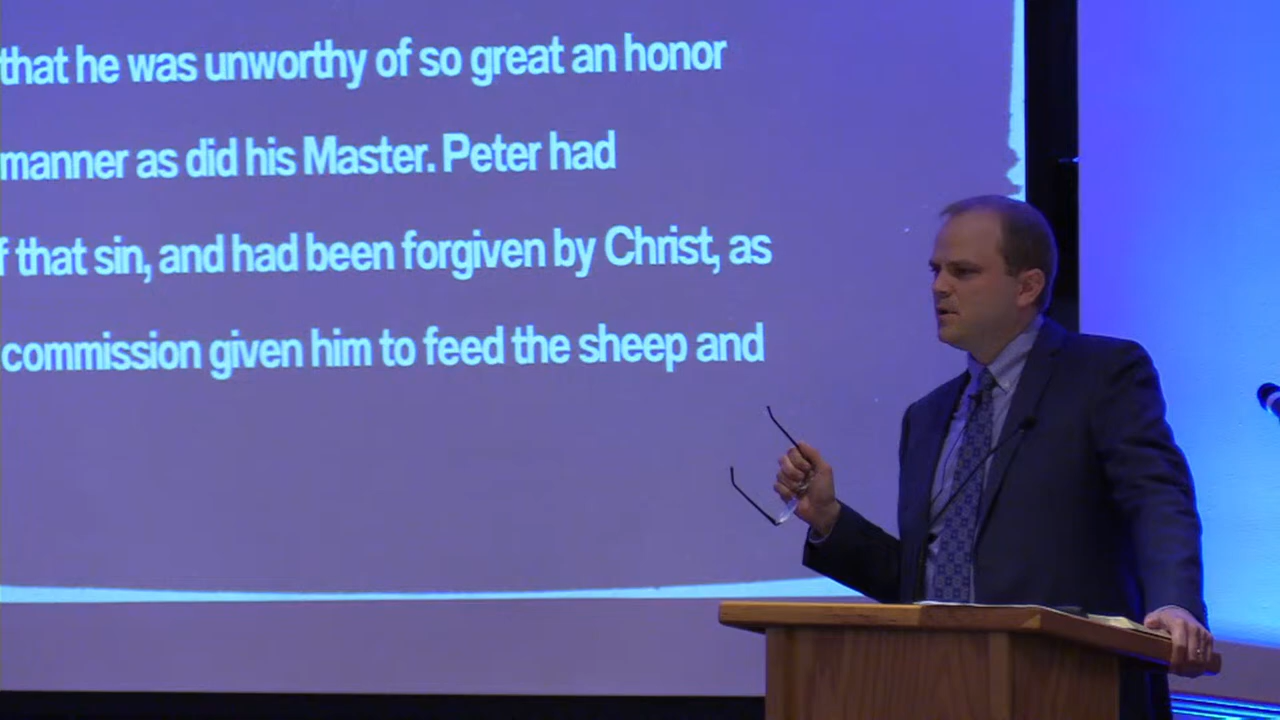 that he was unworthy of so great an honor
manner as did his Master. Peter had
that sin, and had been forgiven by Christ, as
commission given him to feed the sheep and